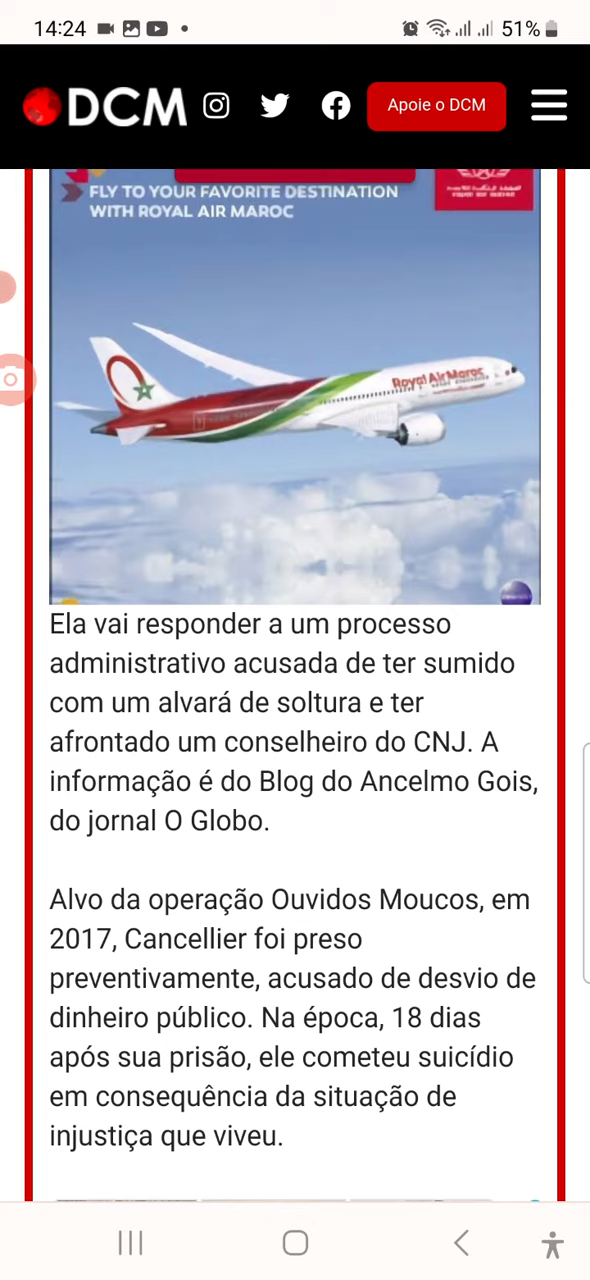 14:24
51%
DCM
Apoie o DCM
FLY TO YOUR FAVORITE DESTINATION
WITH ROYAL AIR MAROC
Royal Air Maroc
Ela vai responder a um processo
administrativo acusada de ter sumido
com um alvará de soltura e ter
afrontado um conselheiro do CNJ. A
informação é do Blog do Ancelmo Gois,
do jornal O Globo.
Alvo da operação Ouvidos Moucos, em
2017, Cancellier foi preso
preventivamente, acusado de desvio de
dinheiro público. Na época, 18 dias
após sua prisão, ele cometeu suicídio
em consequência da situação de
injustiça que viveu.